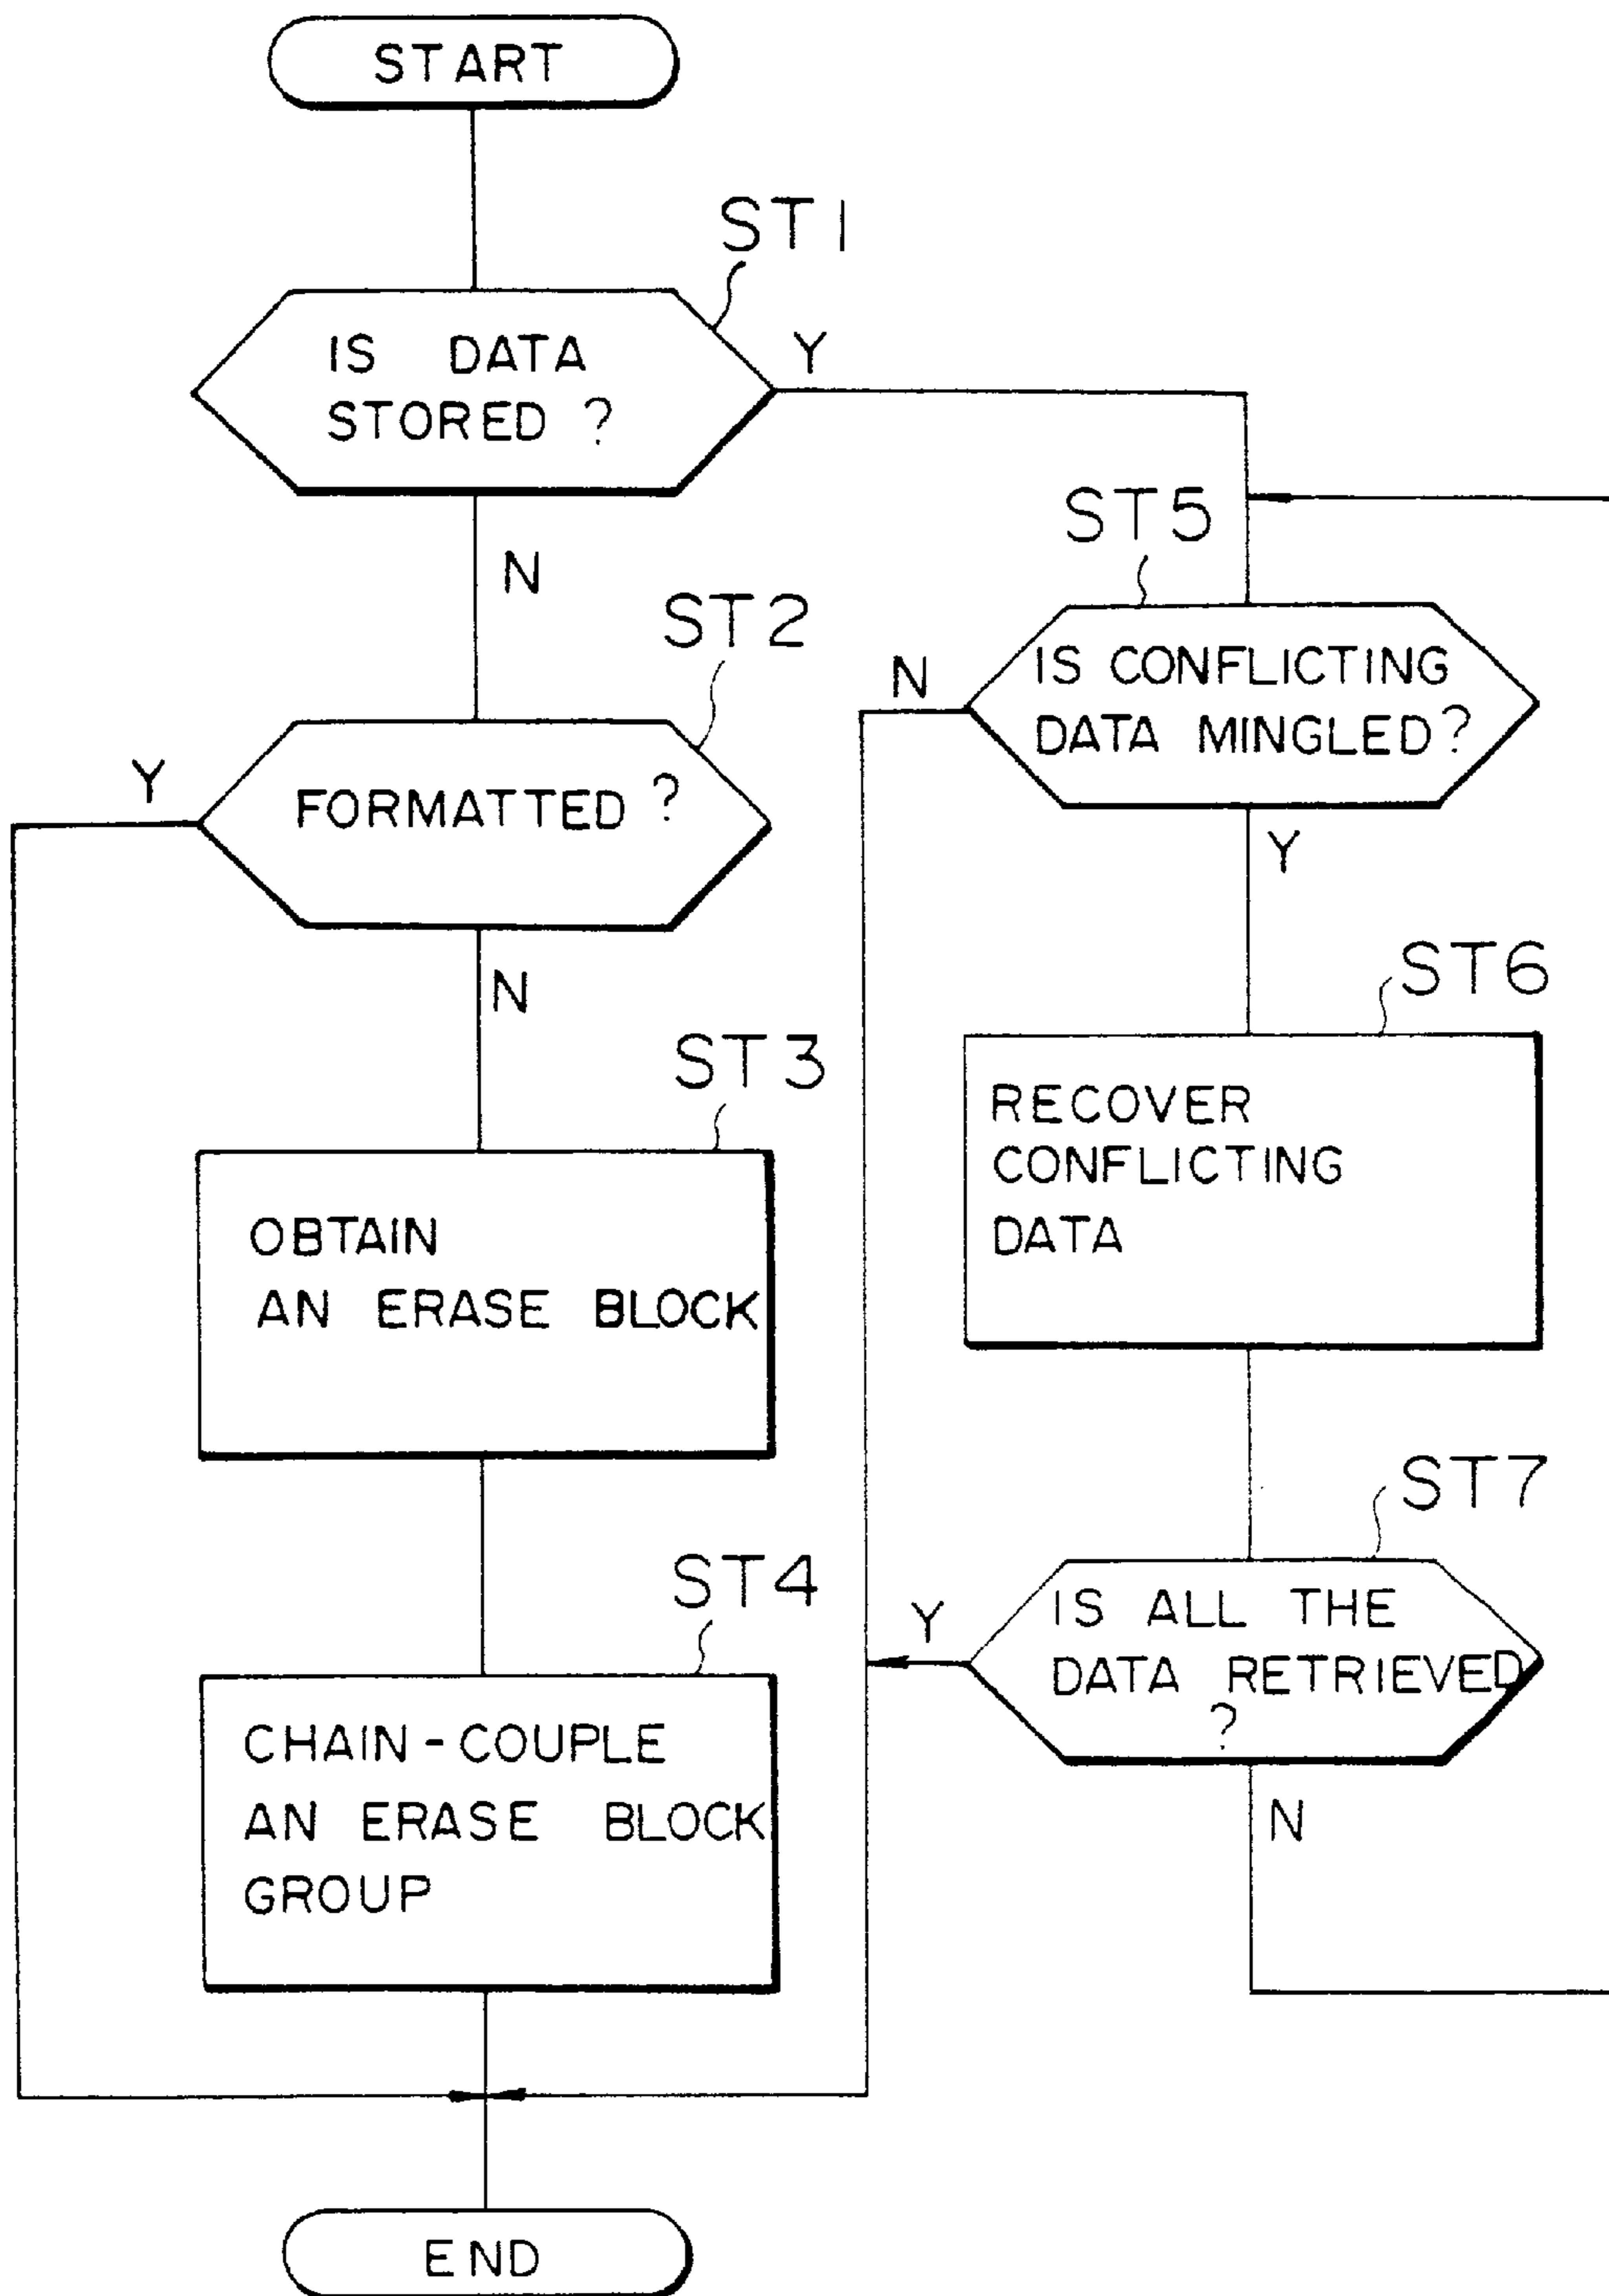 START
ST1
IS DATA
STORED ?
Y
N
ST2
FORMATTED ?
Y
N
ST3
OBTAIN
AN ERASE BLOCK
ST4
CHAIN-COUPLE
AN ERASE BLOCK
GROUP
ST5
IS CONFLICTING
DATA MINGLED ?
N
Y
ST6
RECOVER
CONFLICTING
DATA
ST7
IS ALL THE
DATA RETRIEVED
?
Y
N
END